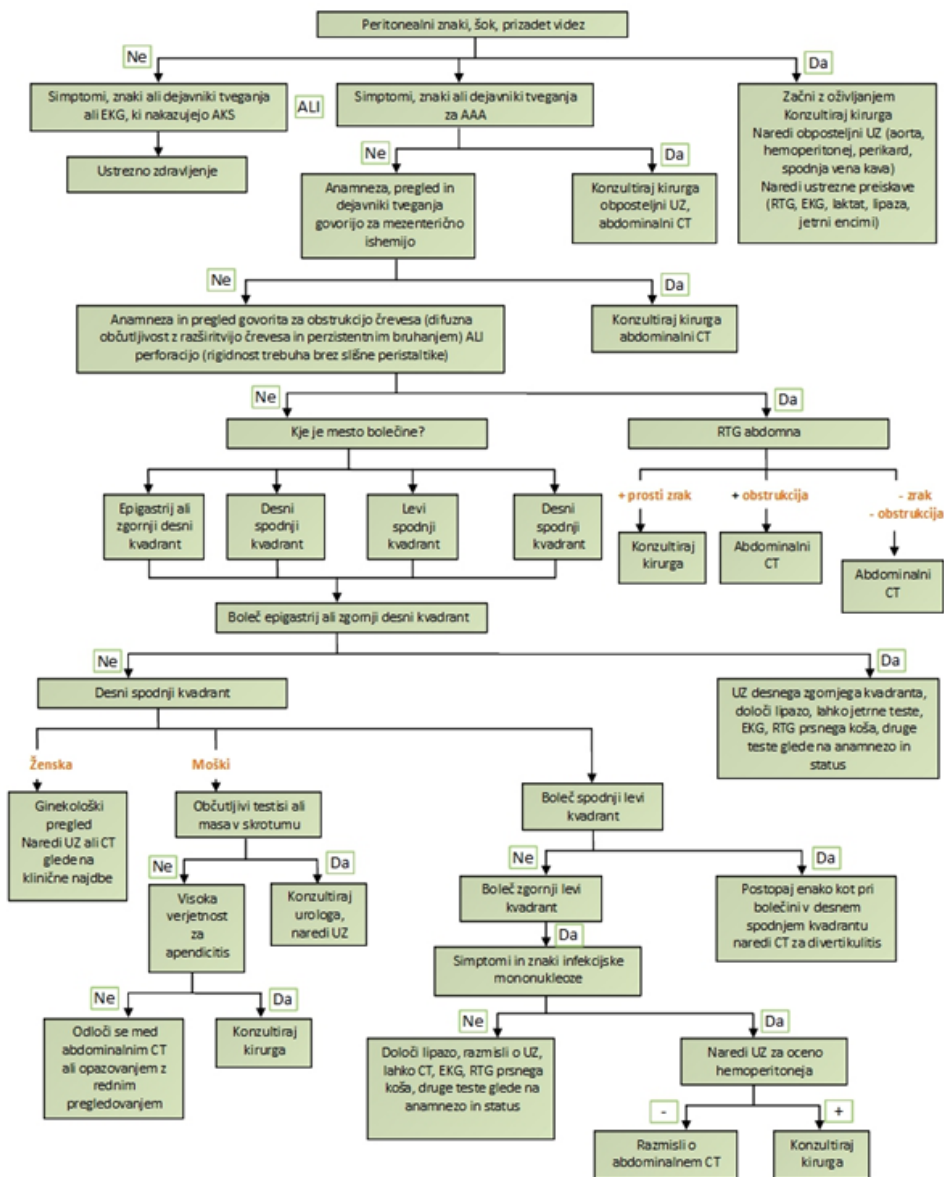 Peritonealni znaki, šok, prizadet videz
Ne
Da
Simptomi, znaki ali dejavniki tveganja
ali EKG, ki nakazujejo AKS
ALI
Simptomi, znaki ali dejavniki tveganja
za AAA
Začni z oživljanjem
Konzultiraj kirurga
Naredi obposteljni UZ (aorta,
hemoperitonej, perikard,
spodnja vena kava)
Naredi ustrezne preiskave
(RTG, EKG, laktat, lipaza,
jetrni encimi)
Ustrezno zdravljenje
Ne
Da
Anamneza, pregled in
dejavniki tveganja
govorijo za mezenterično
ishemijo
Konzultiraj kirurga
obposteljni UZ,
abdominalni CT
Ne
Da
Anamneza in pregled govorita za obstrukcijo črevesa (difuzna
občutljivost z razširitvijo črevesa in perzistentnim bruhanjem) ALI
perforacijo (rigidnost trebuha brez slišne peristaltike)
Konzultiraj kirurga
abdominalni CT
Ne
Da
Kje je mesto bolečine?
RTG abdomna
Epigastrij ali
zgornji desni
kvadrant
Desni
spodnji
kvadrant
Levi
spodnji
kvadrant
Desni
spodnji
kvadrant
+ prosti zrak
+ obstrukcija
- zrak
- obstrukcija
Konzultiraj
kirurga
Abdominalni
CT
Abdominalni
CT
Boleč epigastrij ali zgornji desni kvadrant
Ne
Da
Desni spodnji kvadrant
UZ desnega zgornjega kvadranta,
določi lipazo, lahko jetrne teste,
EKG, RTG prsnega koša, druge
teste glede na anamnezo in
status
Ženska
Moški
Ginekološki
pregled
Naredi UZ ali CT
glede na
klinične najdbe
Občutljivi testisi ali
masa v skrotumu
Boleč spodnji levi
kvadrant
Ne
Da
Visoka
verjetnost
za
apendicitis
Konzultiraj
urologa,
naredi UZ
Ne
Da
Boleč zgornji levi
kvadrant
Postopaj enako kot pri
bolečini v desnem
spodnjem kvadrantu
naredi CT za divertikulitis
Da
Simptomi in znaki infekcijske
mononukleoze
Ne
Da
Odloči se med
abdominalnim CT
ali opazovanjem z
rednim
pregledovanjem
Konzultiraj
kirurga
Ne
Da
Določi lipazo, razmisli o UZ,
lahko CT, EKG, RTG prsnega
koša, druge teste glede na
anamnezo in status
Naredi UZ za oceno
hemoperitoneja
-
+
Razmisli o
abdominalnem CT
Konzultiraj
kirurga